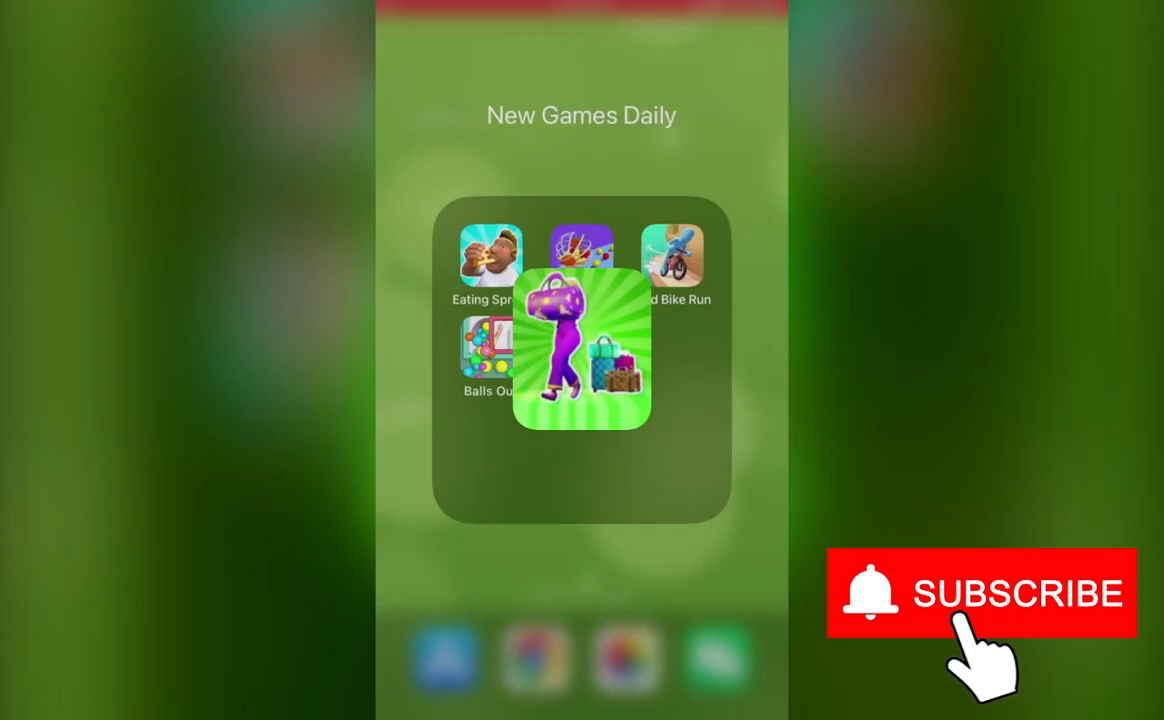 New Games Daily
Eating Spr
d Bike Run
Balls Ou
SUBSCRIBE